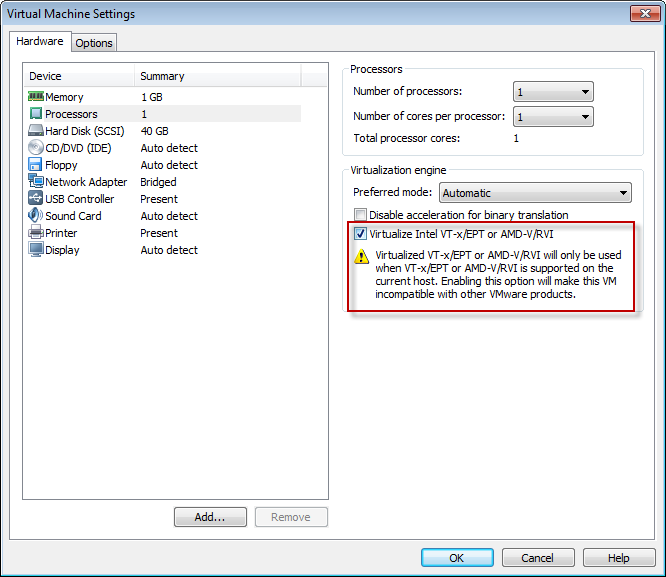 Virtual Machine Settings
Hardware
Options
Device Summary
Memory 1 GB
Processors 1
Hard Disk (SCSI) 40 GB
CD/DVD (IDE) Auto detect
Floppy Auto detect
Network Adapter Bridged
USB Controller Present
Sound Card Auto detect
Printer Present
Display Auto detect
Add...
Remove
Processors
Number of processors: 1
Number of cores per processor: 1
Total processor cores: 1
Virtualization engine
Preferred mode: Automatic
Disable acceleration for binary translation
Virtualize Intel VT-x/EPT or AMD-V/RVI
Virtualized VT-x/EPT or AMD-V/RVI will only be used
when VT-x/EPT or AMD-V/RVI is supported on the
current host. Enabling this option will make this VM
incompatible with other VMware products.
OK
Cancel
Help